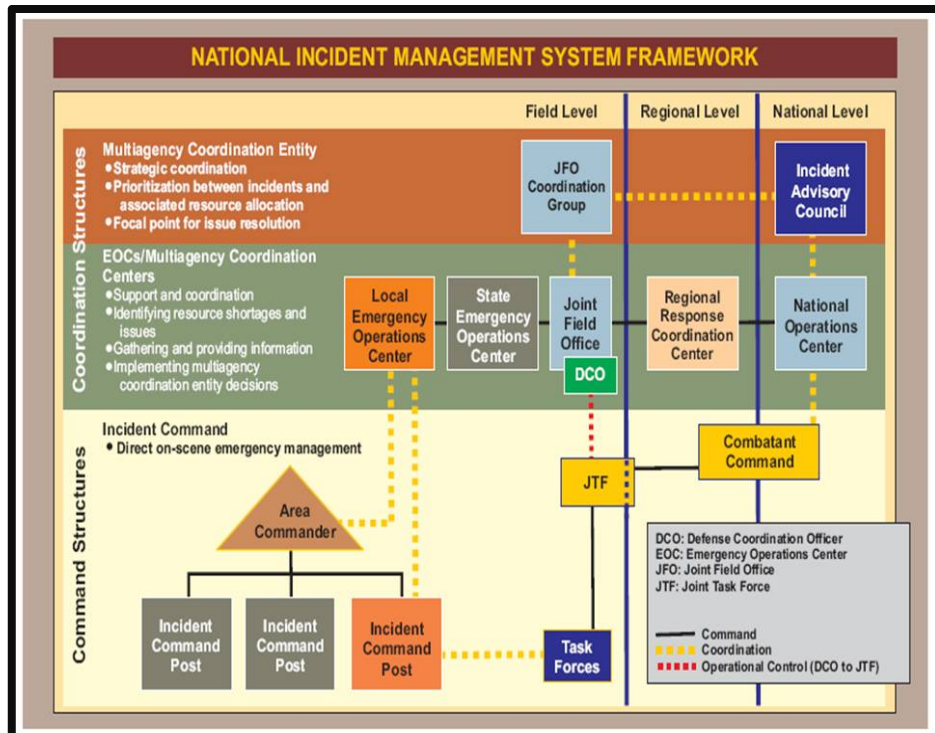 NATIONAL INCIDENT MANAGEMENT SYSTEM FRAMEWORK
Field Level
Regional Level
National Level
Coordination Structures
Multiagency Coordination Entity
●Strategic coordination
●Prioritization between incidents and
associated resource allocation
●Focal point for issue resolution
JFO
Coordination
Group
Incident
Advisory
Council
EOCs/Multiagency Coordination
Centers
●Support and coordination
●Identifying resource shortages and
issues
●Gathering and providing information
●Implementing multiagency
coordination entity decisions
Local
Emergency
Operations
Center
State
Emergency
Operations
Center
Joint
Field
Office
DCO
Regional
Response
Coordination
Center
National
Operations
Center
Command Structures
Incident Command
● Direct on-scene emergency management
Area
Commander
Incident
Command
Post
Incident
Command
Post
Incident
Command
Post
JTF
Combatant
Command
Task
Forces
DCO: Defense Coordination Officer
EOC: Emergency Operations Center
JFO: Joint Field Office
JTF: Joint Task Force
Command
Coordination
Operational Control (DCO to JTF)